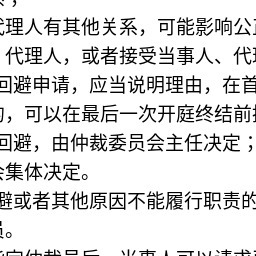 代理人有其他关系，可能影响公
代理人，或者接受当事人、代
回避申请，应当说明理由，在首
，可以在最后一次开庭终结前
回避，由仲裁委员会主任决定；
集体决定。
避或者其他原因不能履行职责的
。